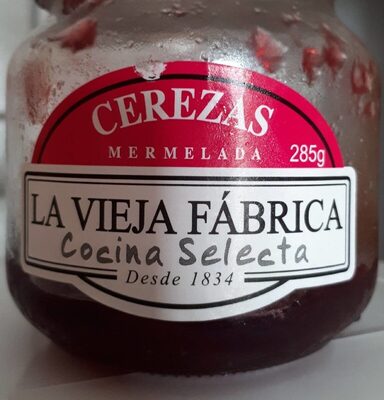 CEREZAS
MERMELADA 285g
LA VIEJA FÁBRICA
Cocina Selecta
Desde 1834